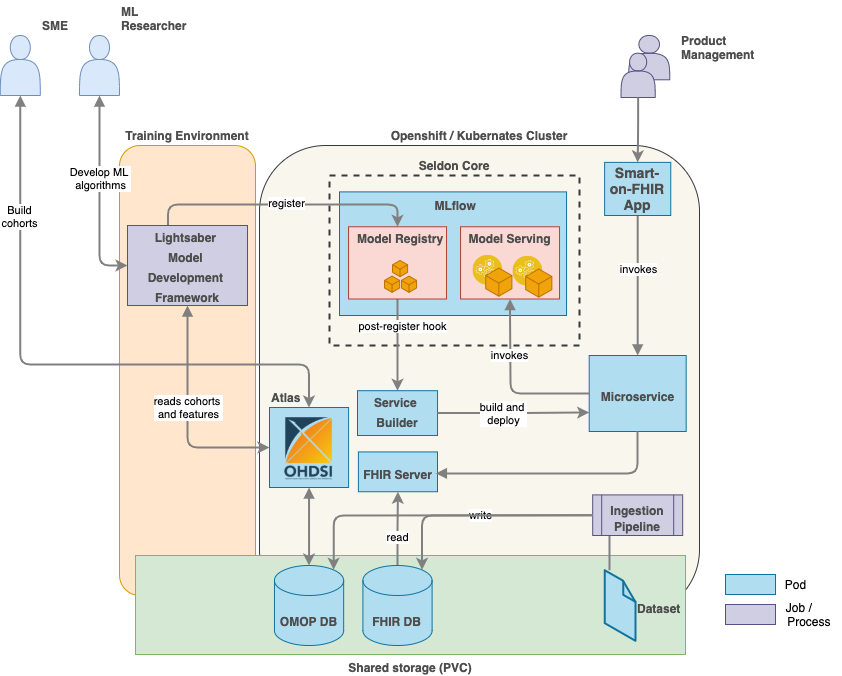 SME
ML
Researcher
Product
Management
Training Environment
Openshift / Kubernates Cluster
Seldon Core
Smart-
on-FHIR
App
Develop ML
algorithms
Build
cohorts
register
MLflow
Model Registry
Model Serving
Lightsaber
Model
Development
Framework
invokes
post-register hook
invokes
reads cohorts
and features
Atlas
OHDSI
Service
Builder
build and
deploy
Microservice
FHIR Server
write
read
Ingestion
Pipeline
OMOP DB
FHIR DB
Dataset
Pod
Job /
Process
Shared storage (PVC)